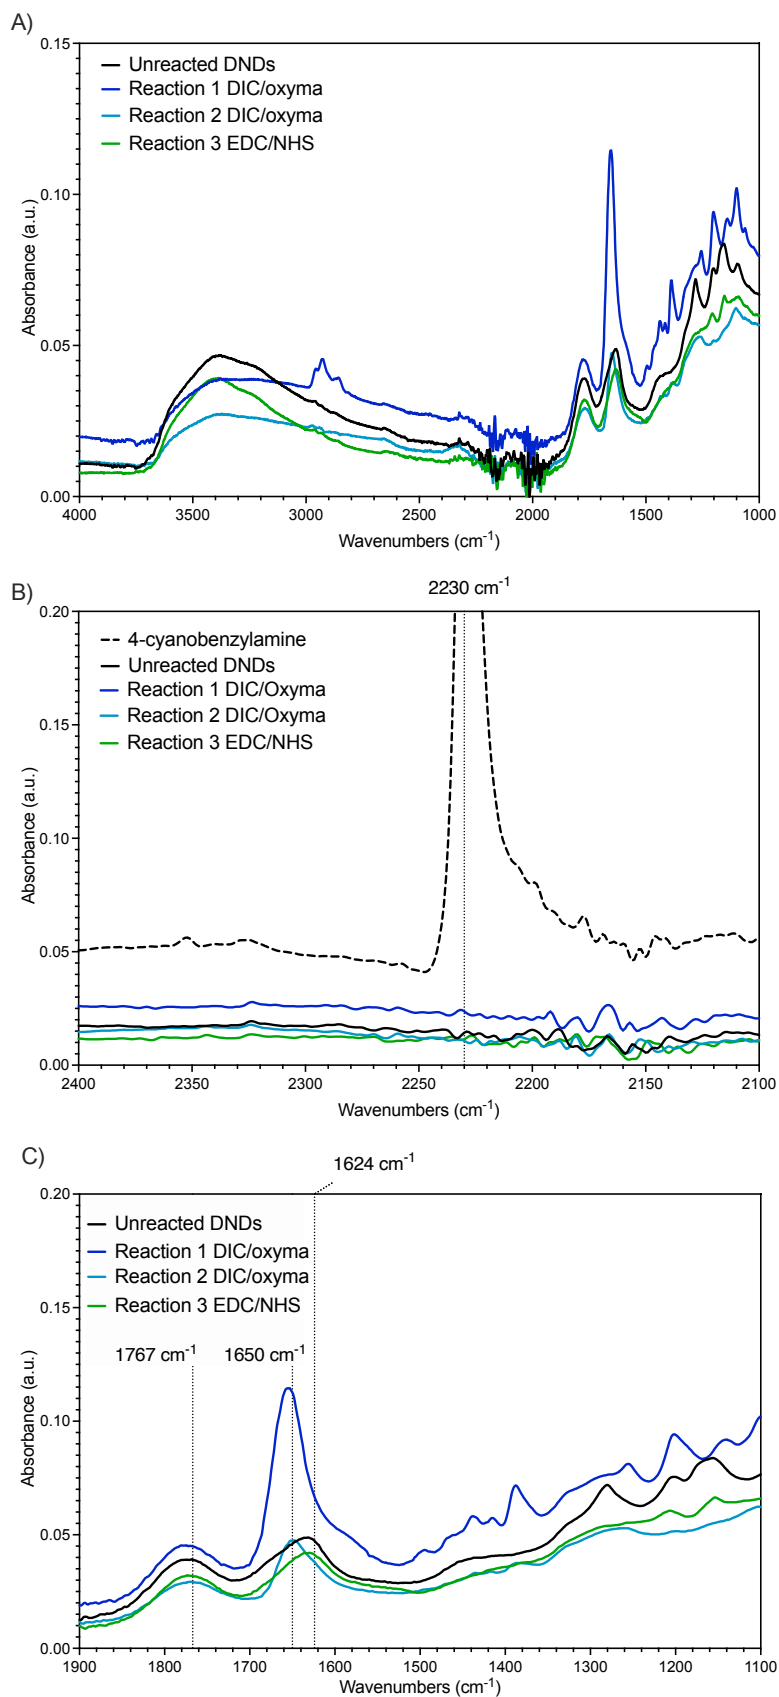 A)
0.15
0.10
0.05
0.00
Absorbance (a.u.)
Unreacted DNDs
Reaction 1 DIC/oxyma
Reaction 2 DIC/oxyma
Reaction 3 EDC/NHS
4000 3500 3000 2500 2000 1500 1000
Wavenumbers (cm-1)
B)
2230 cm-1
0.20
0.15
0.10
0.05
0.00
Absorbance (a.u.)
4-cyanobenzylamine
Unreacted DNDs
Reaction 1 DIC/Oxyma
Reaction 2 DIC/Oxyma
Reaction 3 EDC/NHS
2400 2350 2300 2250 2200 2150 2100
Wavenumbers (cm-1)
C)
1624 cm-1
0.20
0.15
0.10
0.05
0.00
Absorbance (a.u.)
Unreacted DNDs
Reaction 1 DIC/oxyma
Reaction 2 DIC/oxyma
Reaction 3 EDC/NHS
1767 cm-1 1650 cm-1
1900 1800 1700 1600 1500 1400 1300 1200 1100
Wavenumbers (cm-1)